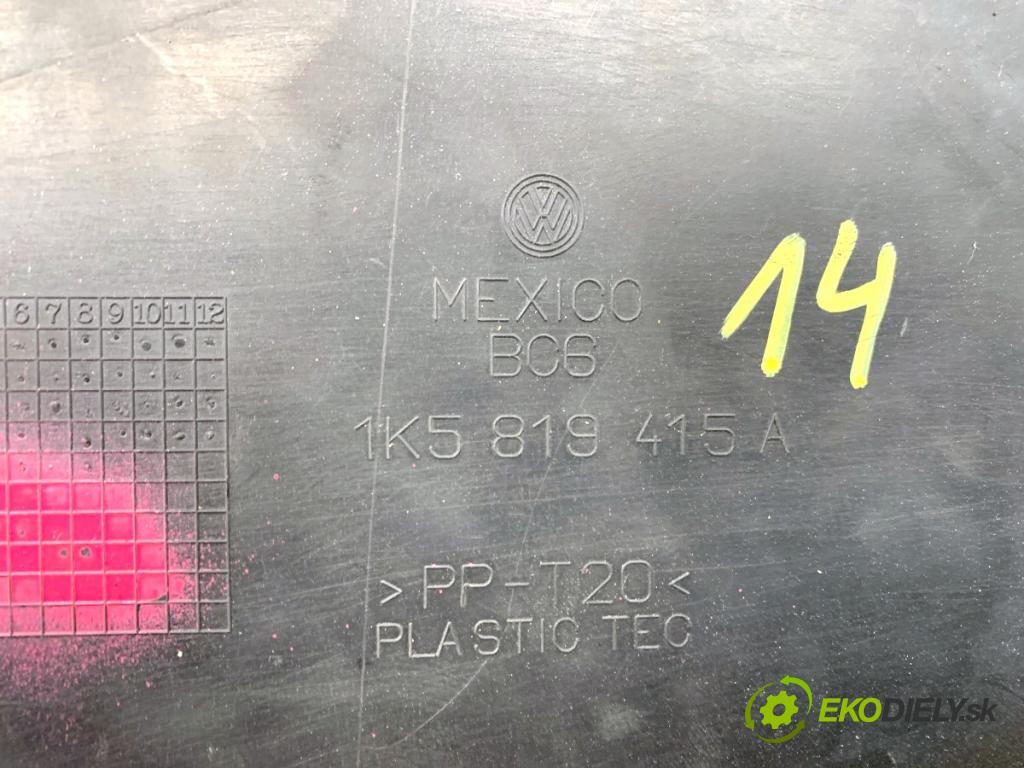 MEXICO
BC6
14
6 7 8 9 10 11 12
1K5 819 415 A
>PP-T20<
PLASTIC TEC
EKODIELY.sk